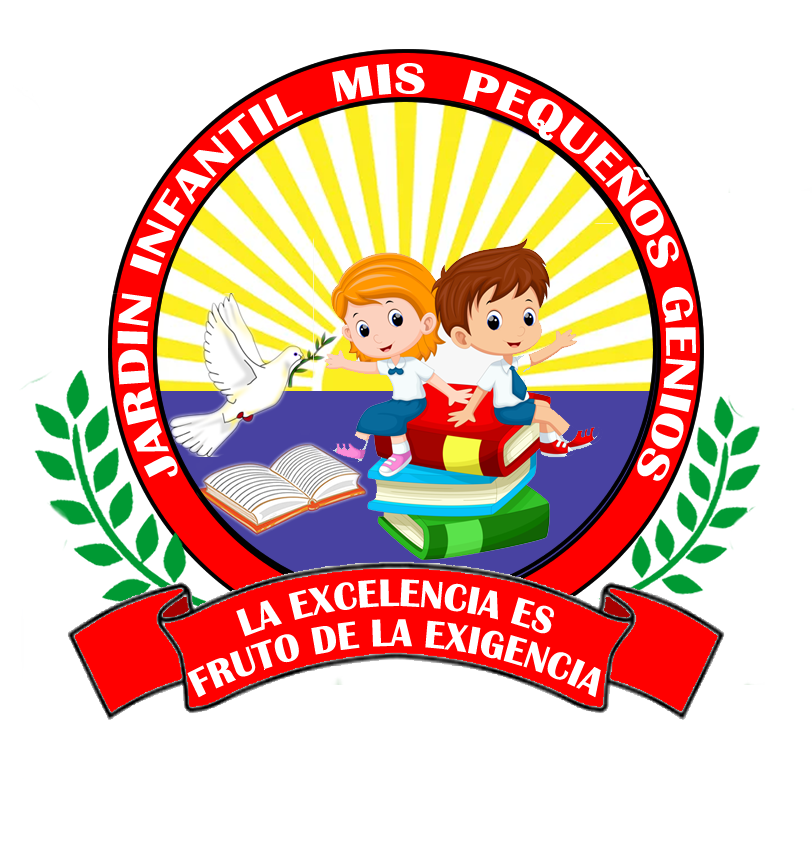 JARDIN INFANTIL MIS PEQUEÑOS GENIOS
LA EXCELENCIA ES
FRUTO DE LA EXIGENCIA